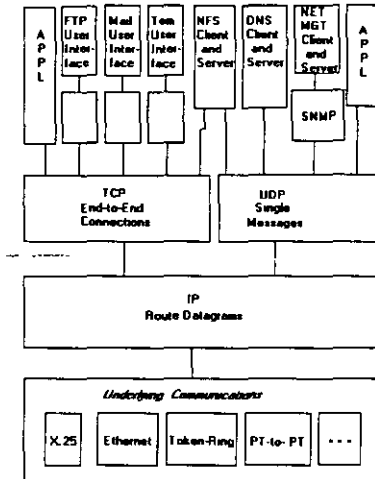 A
P
P
L
FTP
User
Inter-
face
Mail
User
Inter-
face
Tem
User
Inter-
face
NFS
Client
and
Server
DNS
Client
and
Server
NET
MGT
Client
and
Server
A
P
P
L
SNMP
TCP
End-to-End
Connections
UDP
Single
Messages
IP
Route Datagrams
Underlying Communications
X.25
Ethernet
Token-Ring
PT-to-PT
---